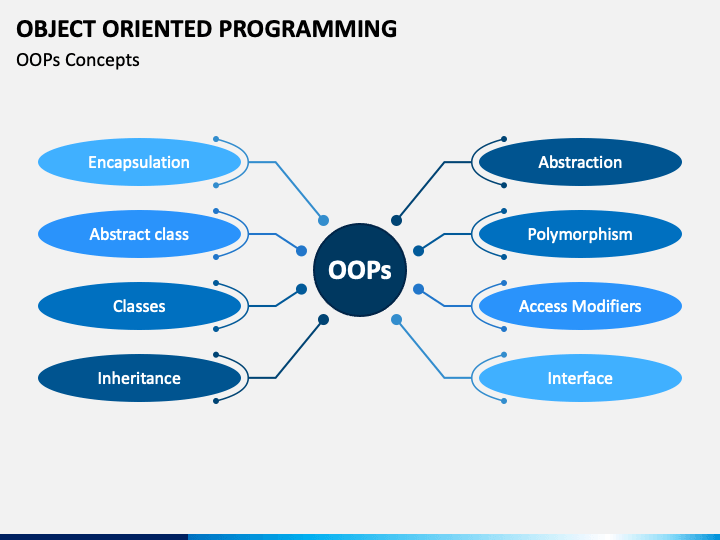 OBJECT ORIENTED PROGRAMMING
OOPs Concepts
Encapsulation
Abstract class
Classes
Inheritance
OOPs
Abstraction
Polymorphism
Access Modifiers
Interface